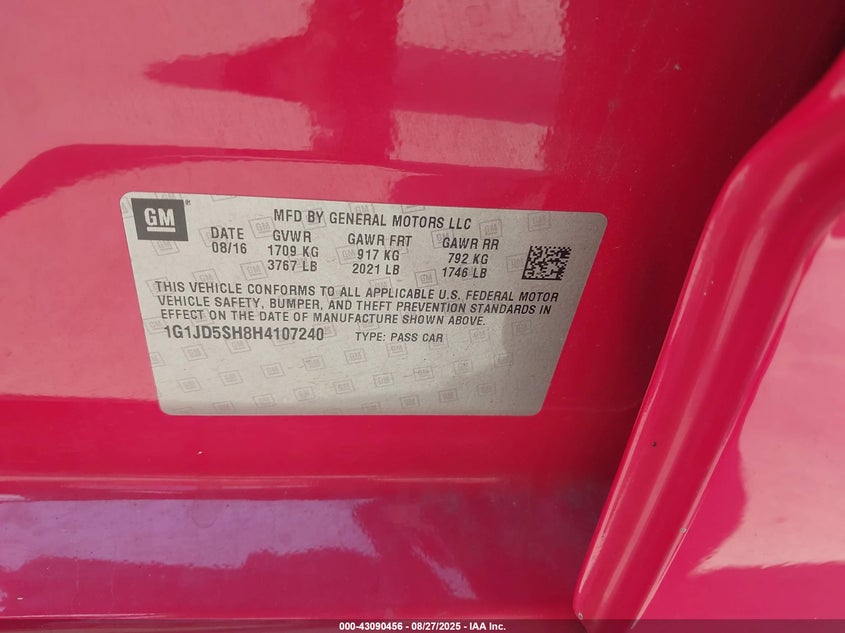 GM
MFD BY GENERAL MOTORS LLC
DATE GVWR GAWR FRT GAWR RR
08/16 1709 KG 917 KG 792 KG
3767 LB 2021 LB 1746 LB
THIS VEHICLE CONFORMS TO ALL APPLICABLE U.S. FEDERAL MOTOR
VEHICLE SAFETY, BUMPER, AND THEFT PREVENTION STANDARDS IN
EFFECT ON THE DATE OF MANUFACTURE SHOWN ABOVE.
1G1JD5SH8H4107240 TYPE: PASS CAR
000-43090456 - 08/27/2025 - IAA Inc.